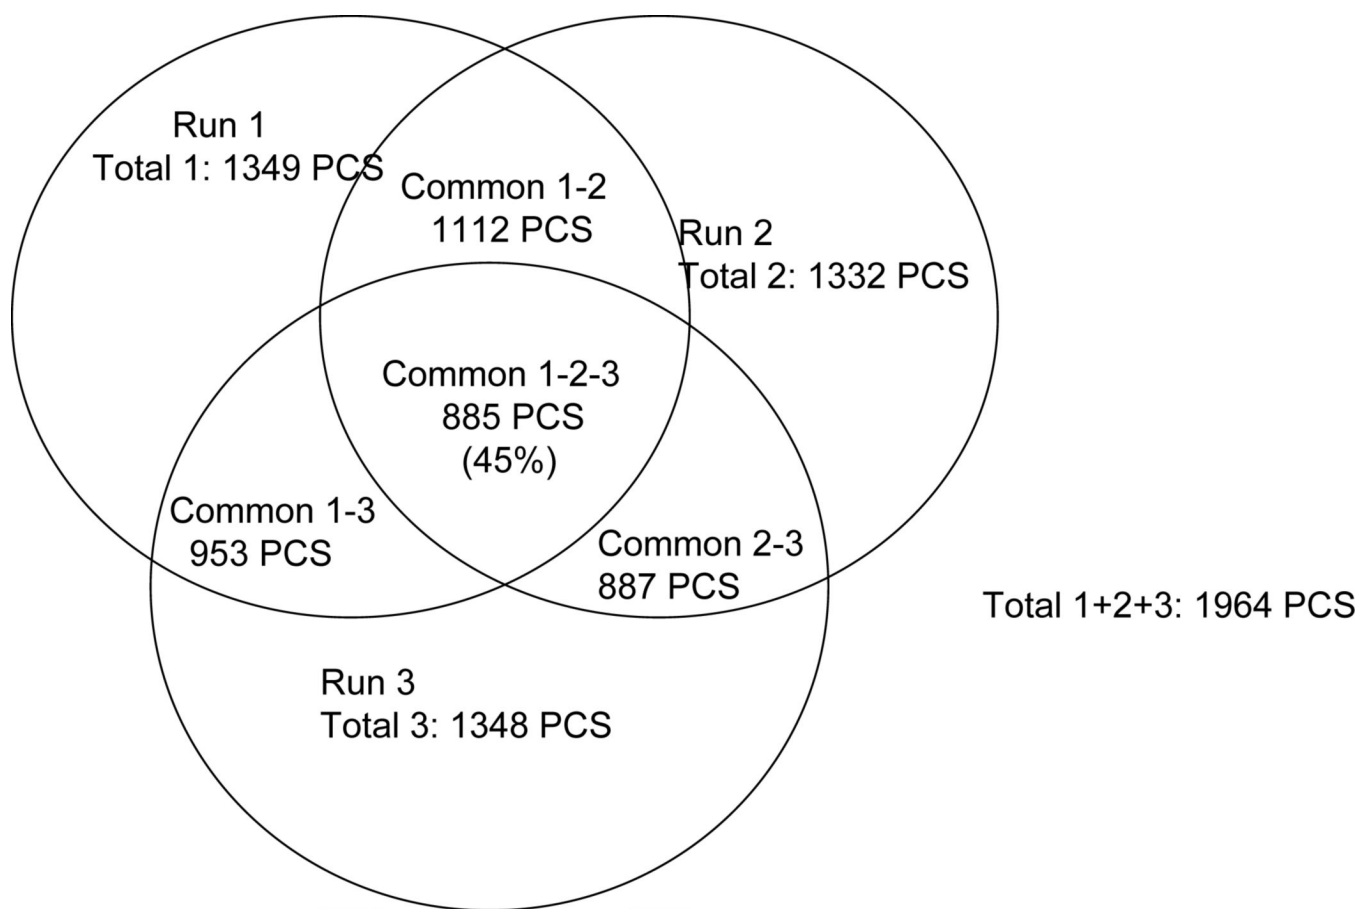 Run 1
Total 1: 1349 PCS
Common 1-2
1112 PCS
Run 2
Total 2: 1332 PCS
Common 1-2-3
885 PCS
(45%)
Common 1-3
953 PCS
Common 2-3
887 PCS
Total 1+2+3: 1964 PCS
Run 3
Total 3: 1348 PCS